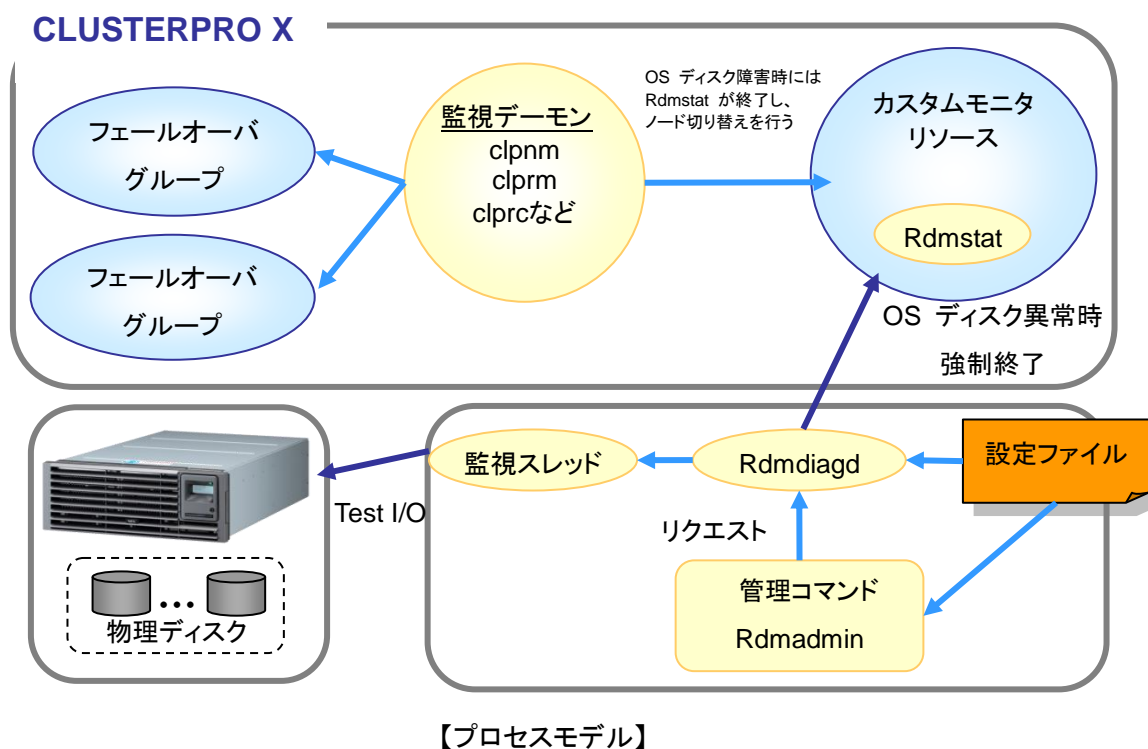 CLUSTERPRO X
フェールオーバ
グループ
フェールオーバ
グループ
監視デーモン
clpnm
clprm
clprcなど
OS ディスク障害時には
Rdmstat が終了し、
ノード切り替えを行う
カスタムモニタ
リソース
Rdmstat
OS ディスク異常時
強制終了
監視スレッド
Rdmdiagd
設定ファイル
Test I/O
リクエスト
管理コマンド
Rdmadmin
...
物理ディスク
【プロセスモデル】